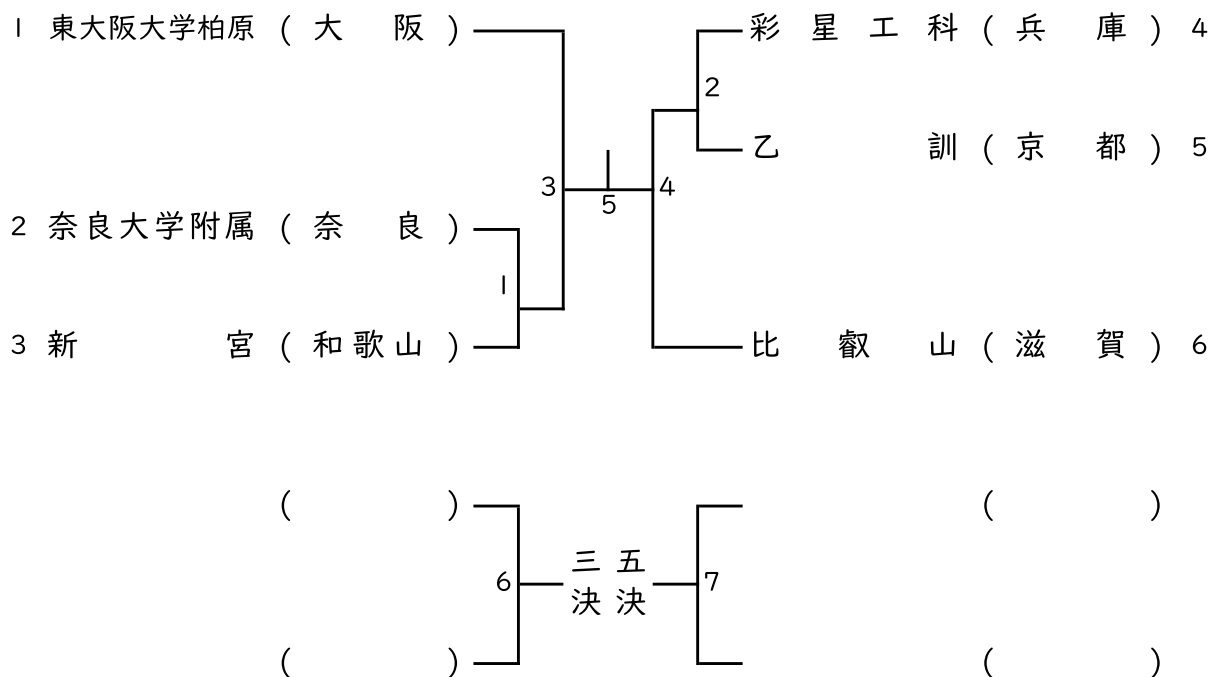 1 東大阪大学柏原 ( 大 阪 ) 彩 星 工 科 ( 兵 庫 ) 4
2
乙 訓 ( 京 都 ) 5
3 5 4
2 奈良大学附属 ( 奈 良 )
1
3 新 宮 ( 和歌山 ) 比 叡 山 ( 滋 賀 ) 6
( ) ( )
6 三決 五決 7
( ) ( )